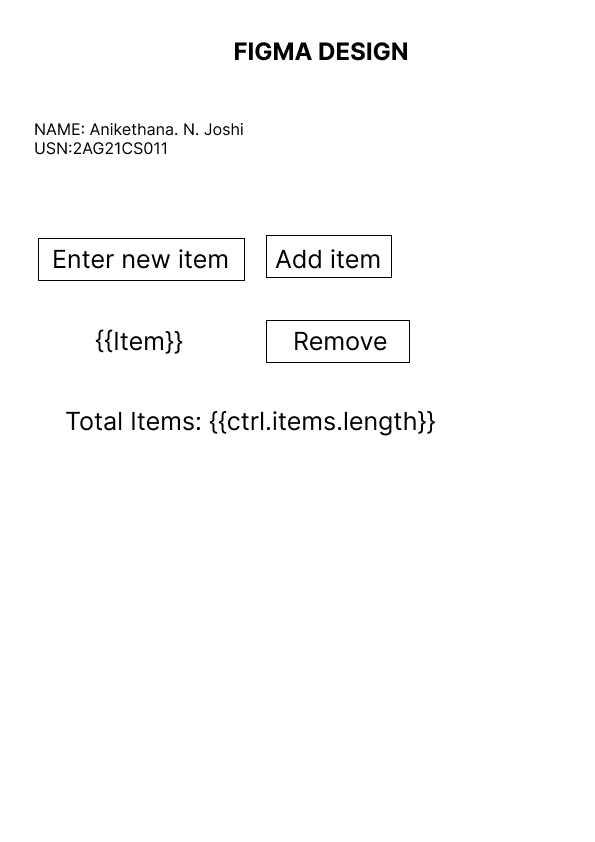 FIGMA DESIGN
NAME: Anikethana. N. Joshi
USN:2AG21CS011
Enter new item Add item
{{Item}} Remove
Total Items: {{ctrl.items.length}}